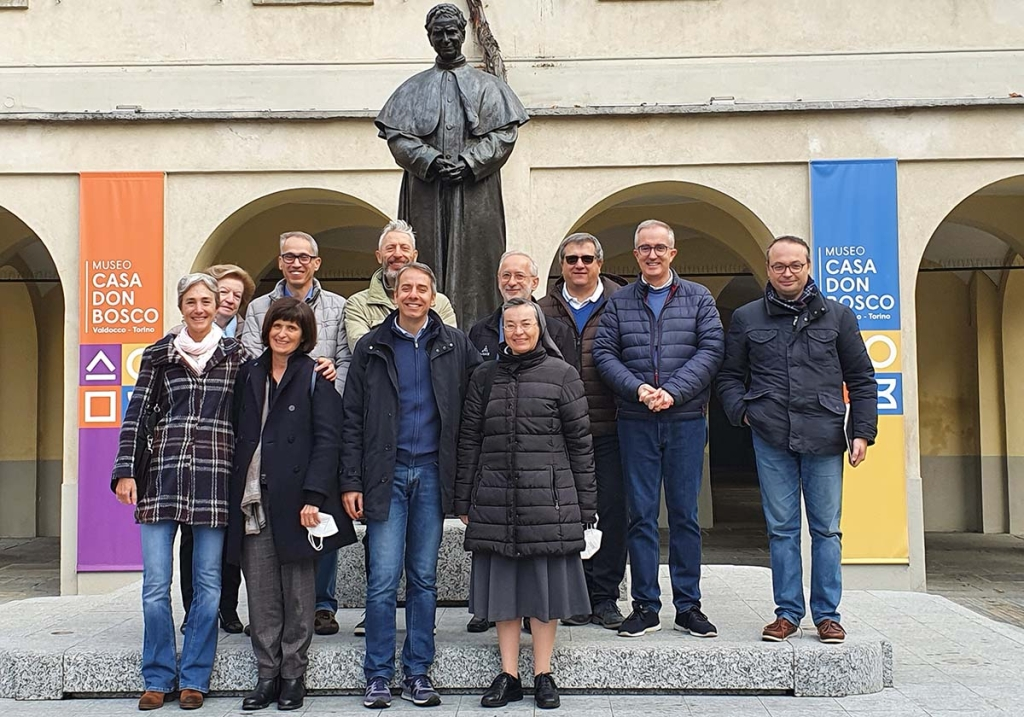 MUSEO
CASA
DON
BOSCO
Valdocco - Torino
MUSEO
CASA
DON
BOSCO
- Torino